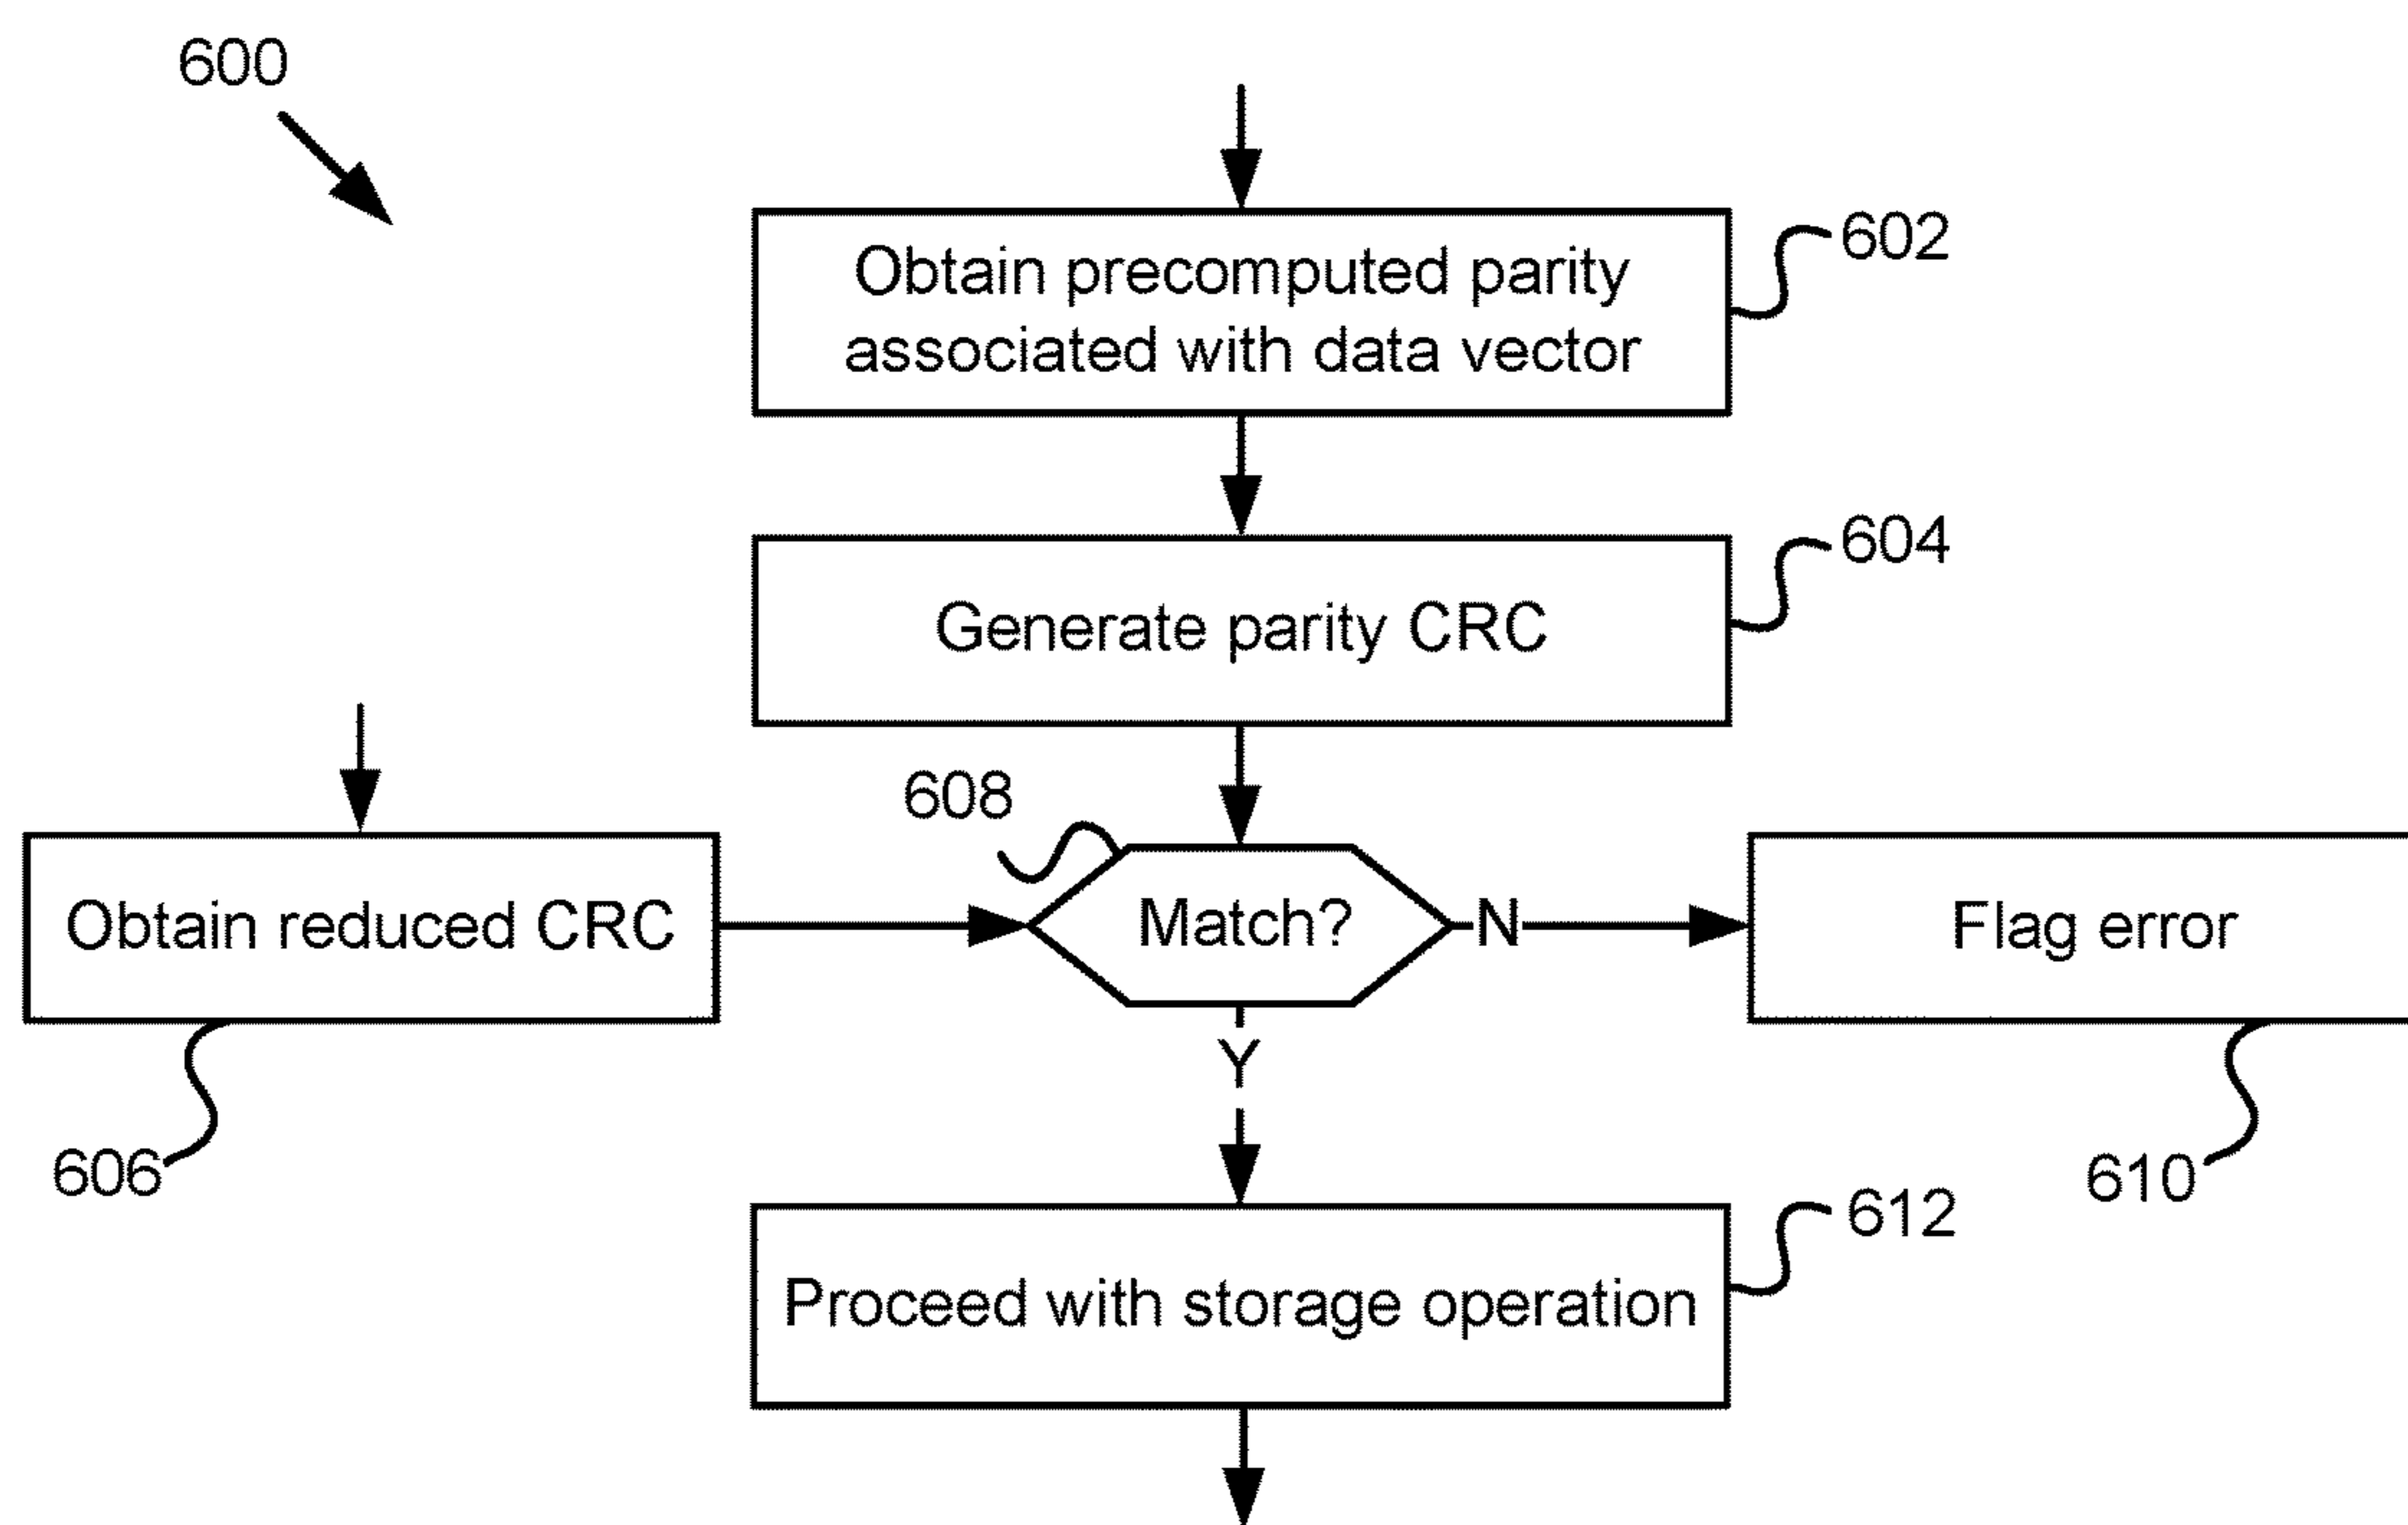 600
Obtain precomputed parity
associated with data vector
602
Generate parity CRC
604
608
Obtain reduced CRC
Match?
N
Flag error
Y
606
610
612
Proceed with storage operation